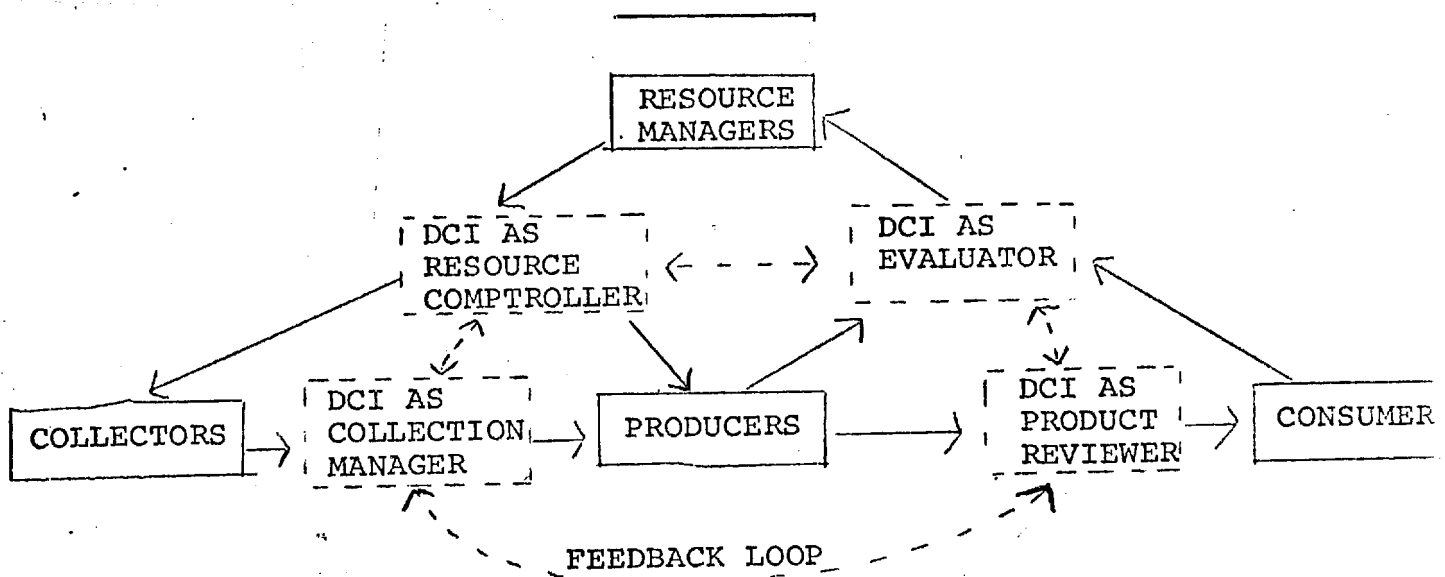 RESOURCE
MANAGERS
DCI AS
RESOURCE
COMPTROLLER
DCI AS
EVALUATOR
COLLECTORS
DCI AS
COLLECTION
MANAGER
PRODUCERS
DCI AS
PRODUCT
REVIEWER
CONSUMER
FEEDBACK LOOP